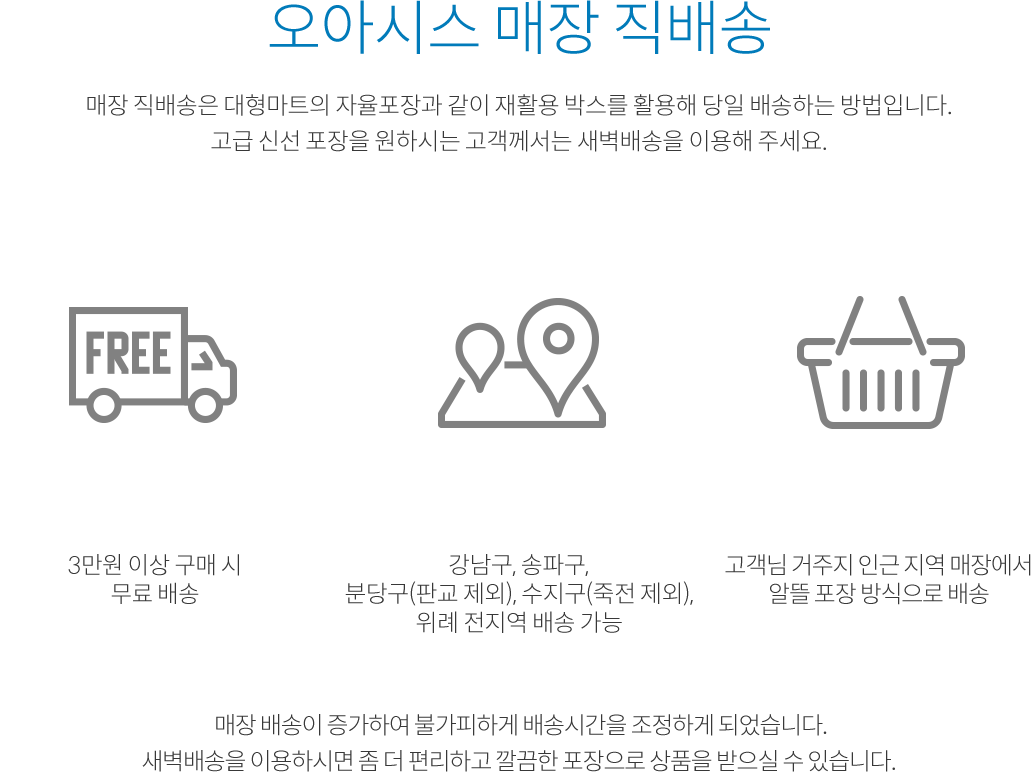 오아시스 매장 직배송
매장 직배송은 대형마트의 자율포장과 같이 재활용 박스를 활용해 당일 배송하는 방법입니다.
고급 신선 포장을 원하시는 고객께서는 새벽배송을 이용해 주세요.
FREE
3만원 이상 구매 시
무료 배송
강남구, 송파구,
분당구(판교 제외), 수지구(죽전 제외),
위례 전지역 배송 가능
고객님 거주지 인근 지역 매장에서
알뜰 포장 방식으로 배송
매장 배송이 증가하여 불가피하게 배송시간을 조정하게 되었습니다.
새벽배송을 이용하시면 좀 더 편리하고 깔끔한 포장으로 상품을 받으실 수 있습니다.